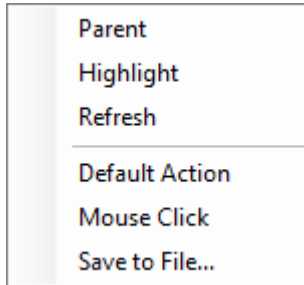 Parent
Highlight
Refresh
Default Action
Mouse Click
Save to File...